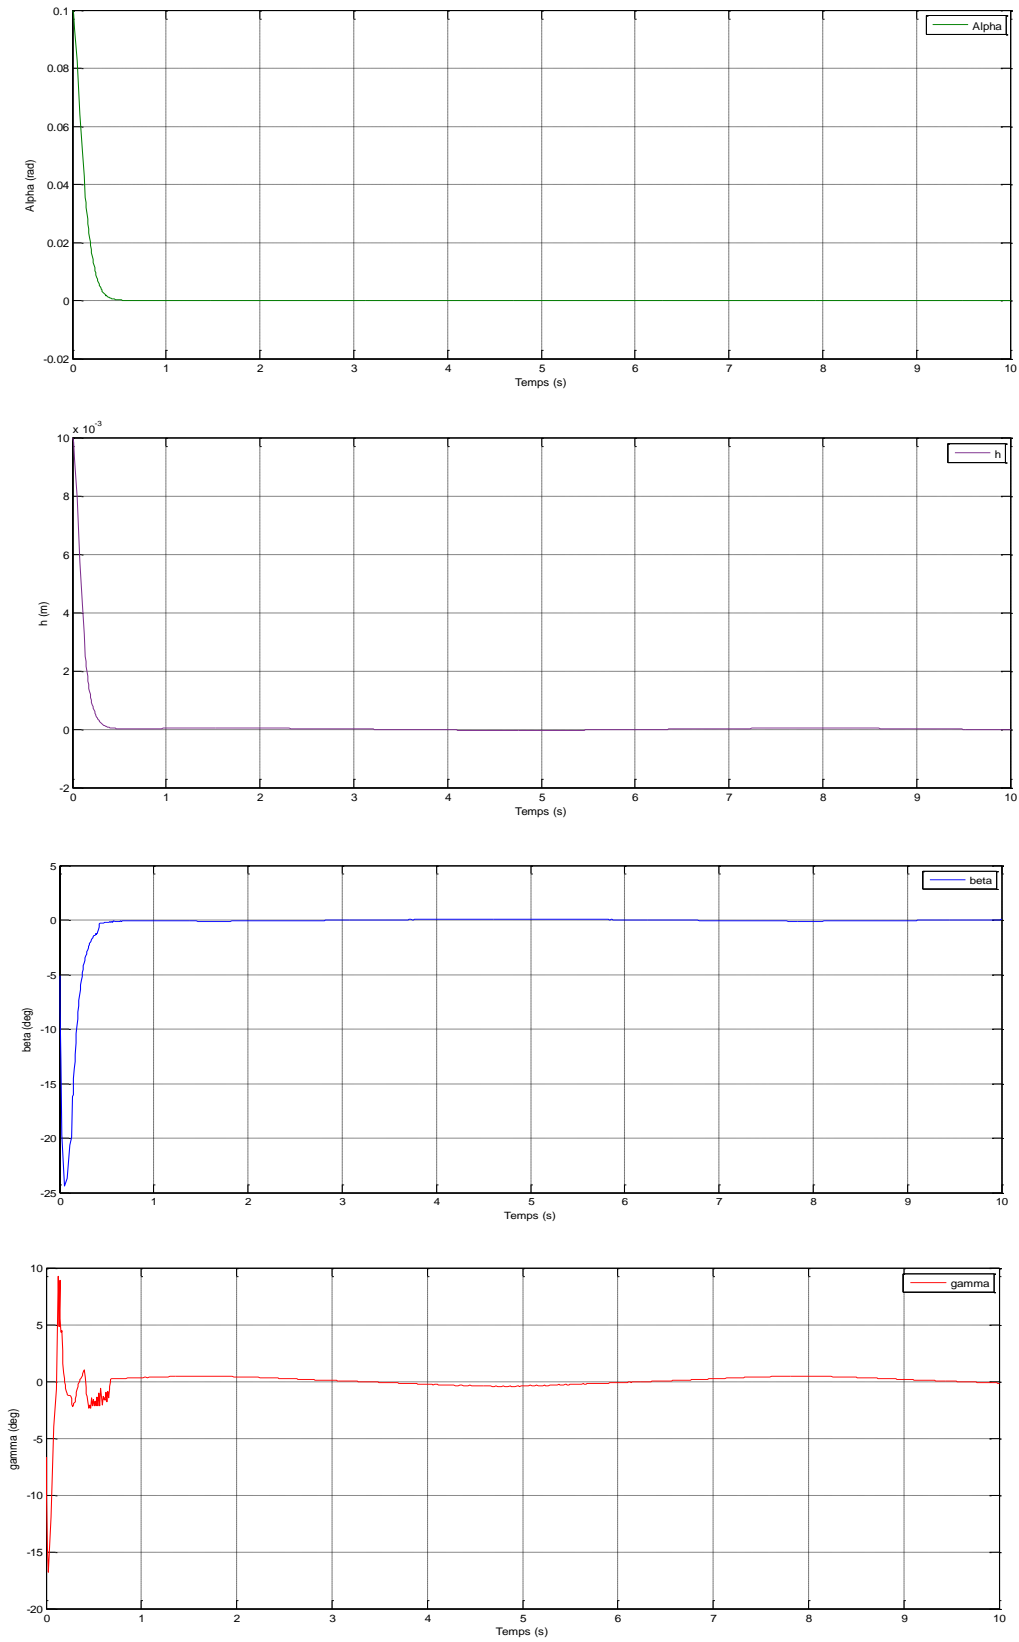 0.1
Alpha
0.08
0.06
Alpha (rad)
0.04
0.02
0
-0.02
0 1 2 3 4 5 6 7 8 9 10
Temps (s)
x 10-3
10
h
8
6
h (m)
4
2
0
-2
0 1 2 3 4 5 6 7 8 9 10
Temps (s)
5
beta
0
-5
-10
beta (deg)
-15
-20
-25
0 1 2 3 4 5 6 7 8 9 10
Temps (s)
10
gamma
5
0
-5
gamma (deg)
-10
-15
-20
0 1 2 3 4 5 6 7 8 9 10
Temps (s)